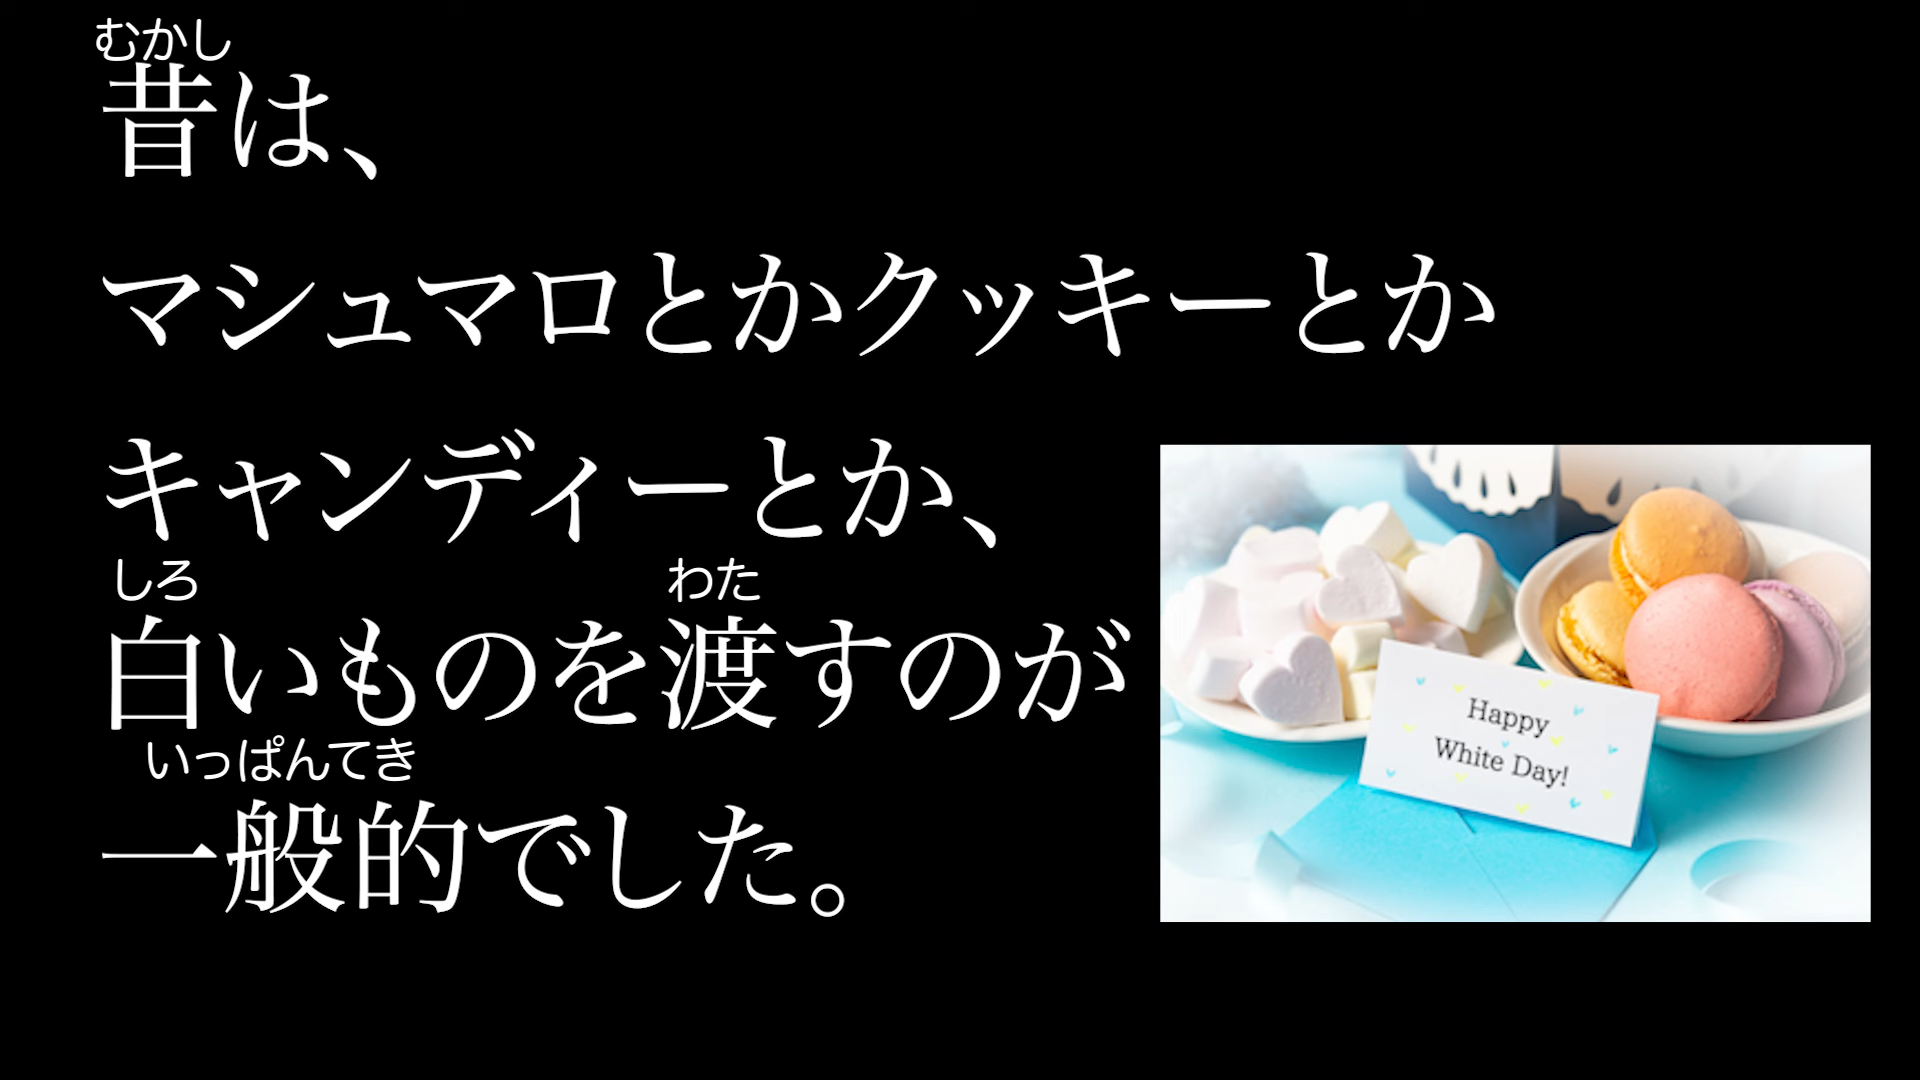 むかし
昔は、
マシュマロとかクッキーとか
キャンディーとか、
しろ わた
白いものを渡すのが
いっぱんてき
一般的でした。
Happy
White Day!